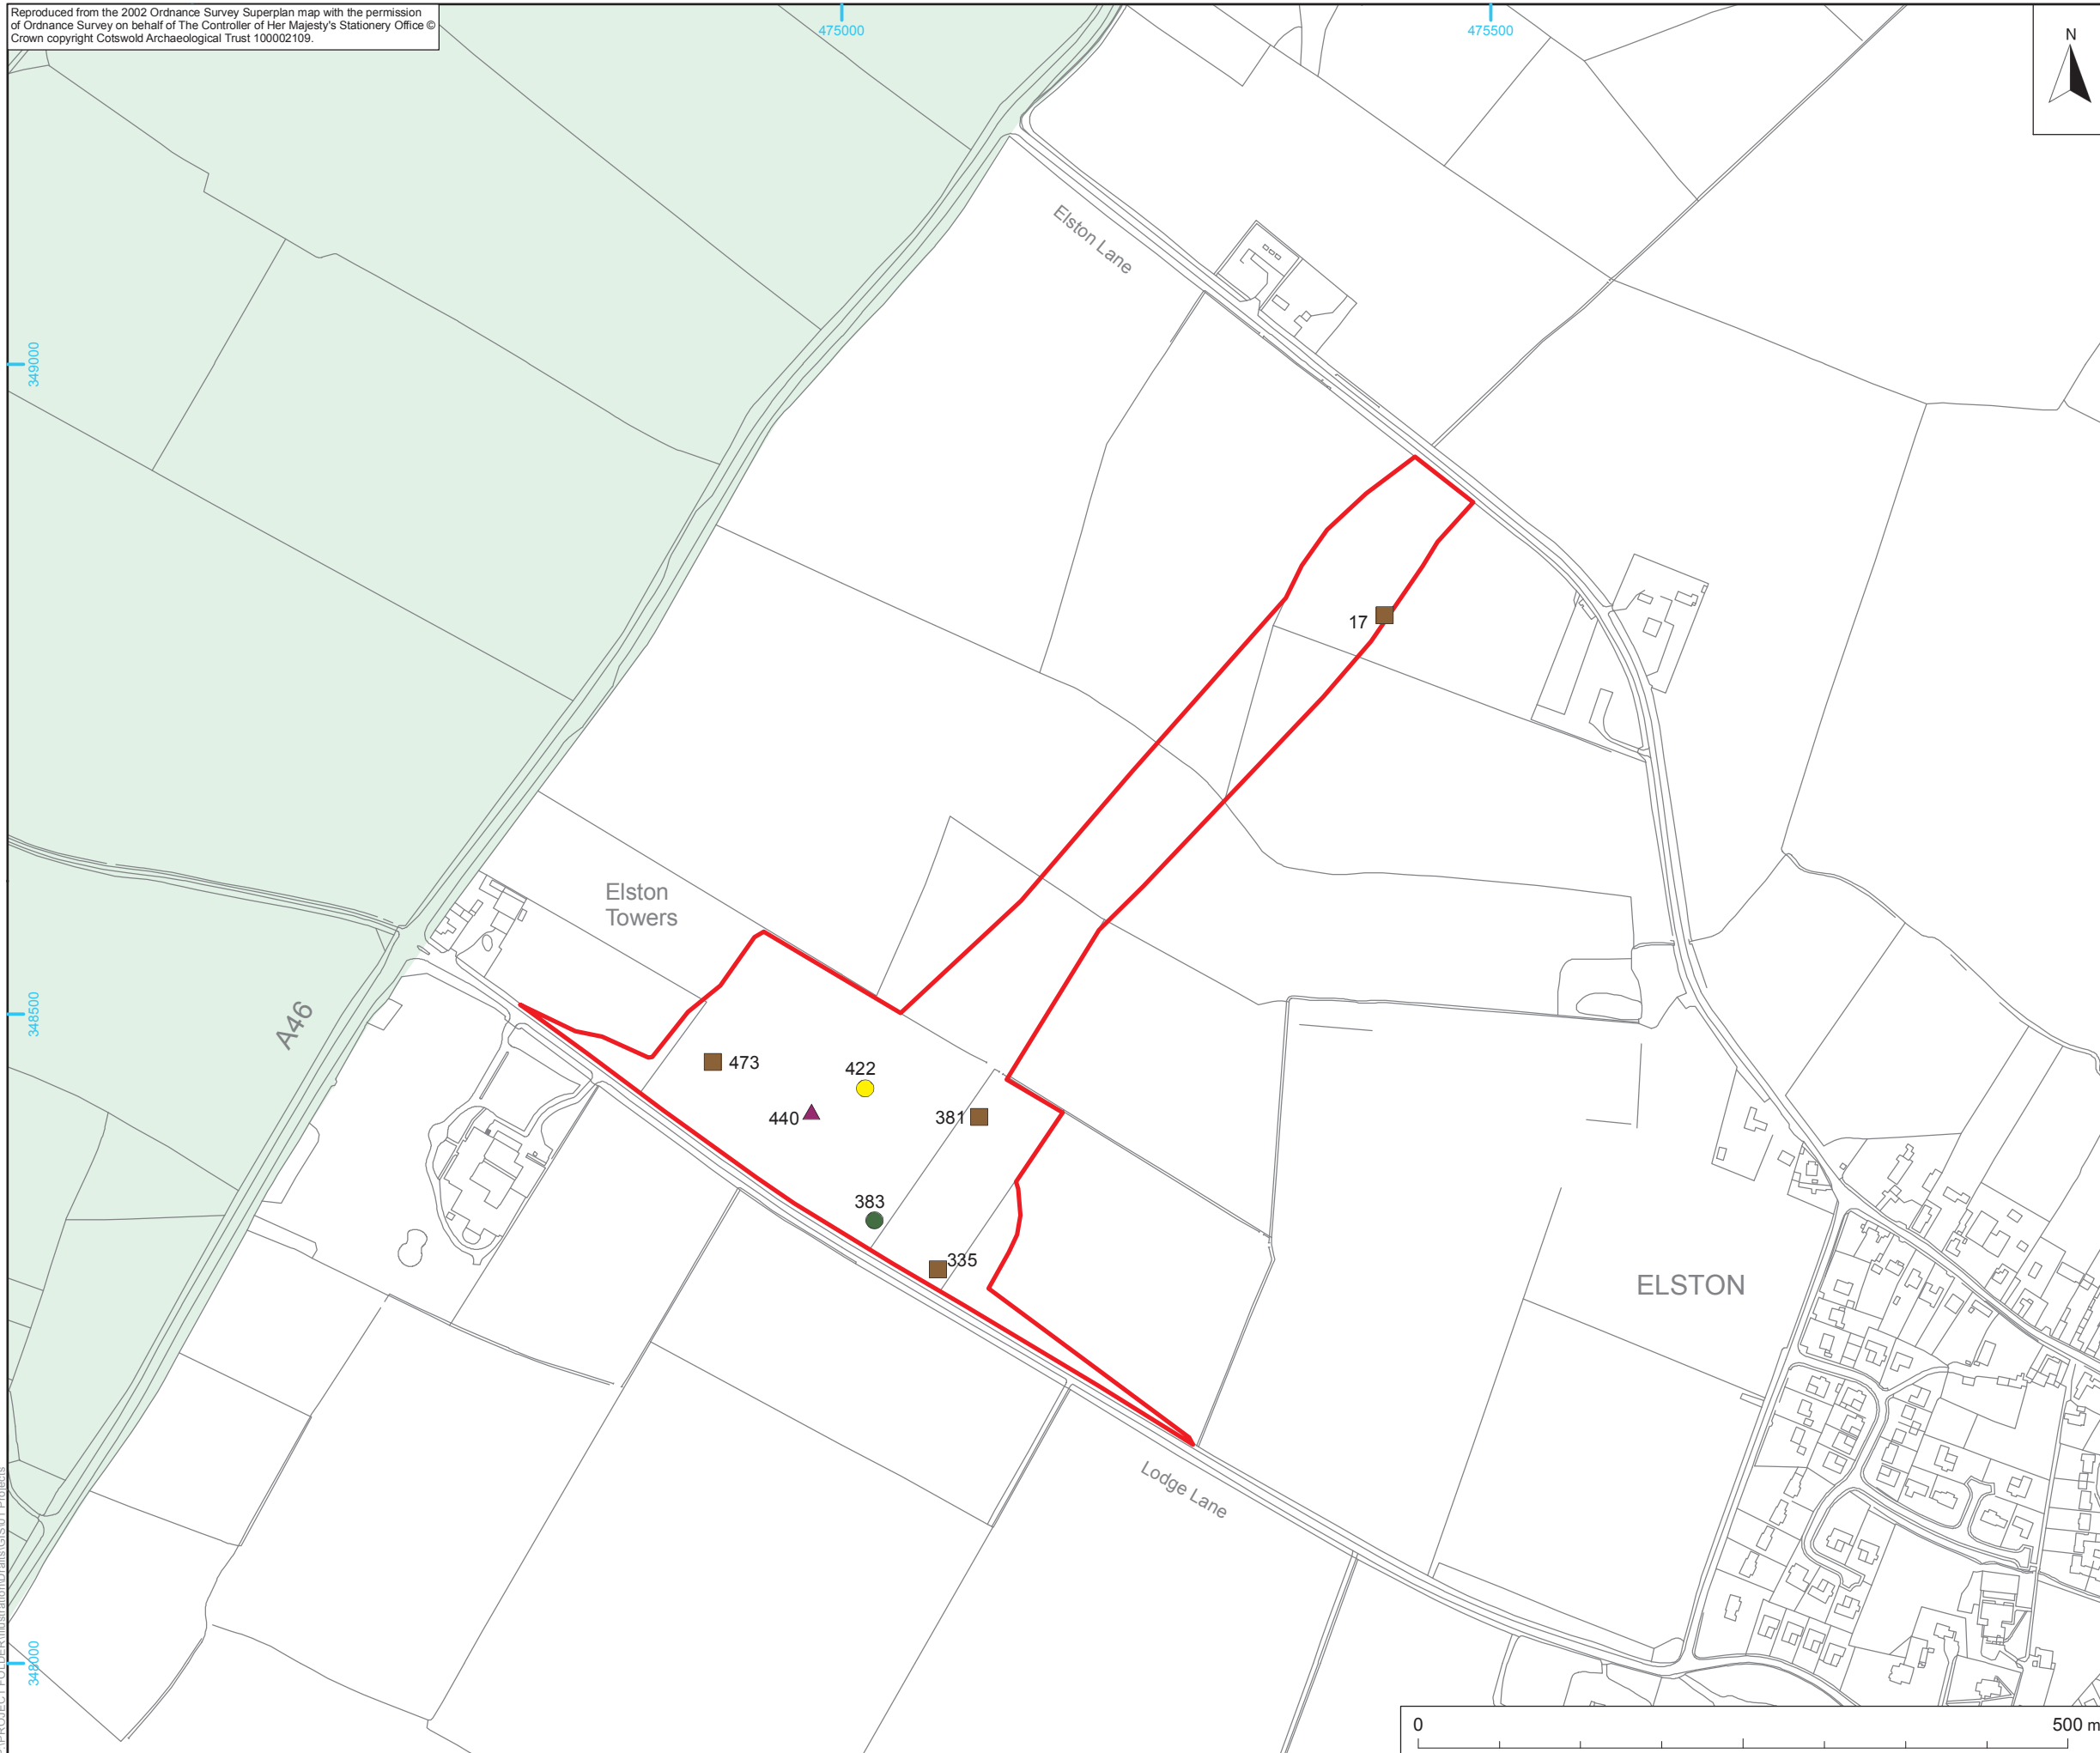 Reproduced from the 2002 Ordnance Survey Superplan map with the permission
of Ordnance Survey on behalf of The Controller of Her Majesty's Stationery Office ©
Crown copyright Cotswold Archaeological Trust 100002109.
475000
475500
N
Elston Lane
349000
17
Elston
Towers
A46
348500
473
422
440
381
383
335
ELSTON
Lodge Lane
348000
0
500 m